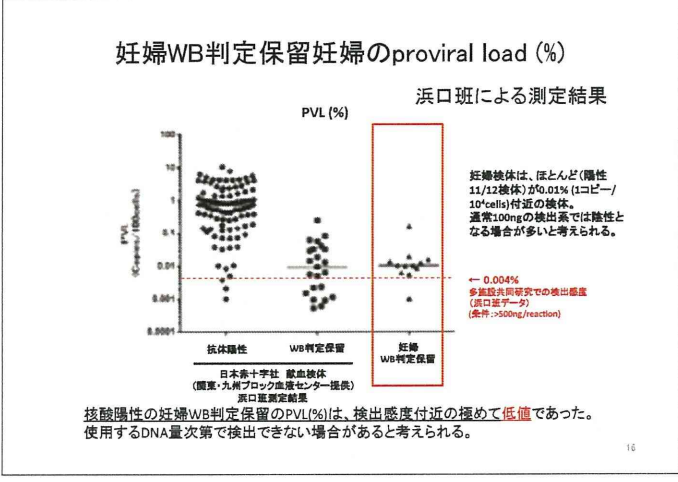 妊婦WB判定保留妊婦のproviral load (%)
浜口班による測定結果
PVL (%)
100
10
1
0.1
0.01
0.001
0.0001
PVL
(Copies/100cells)
抗体陽性
WB判定保留
妊婦
WB判定保留
日本赤十字社 献血検体
(関東・九州ブロック血液センター提供)
浜口班測定結果
妊婦検体は、ほとんど(陽性
11/12検体)が0.01% (1コピー/
10⁴cells)付近の検体。
通常100ngの検出系では陰性と
なる場合が多いと考えられる。
← 0.004%
多施設共同研究での検出感度
(浜口班データ)
(条件:>500ng/reaction)
核酸陽性の妊婦WB判定保留のPVL(%)は、検出感度付近の極めて低値であった。
使用するDNA量次第で検出できない場合があると考えられる。
16